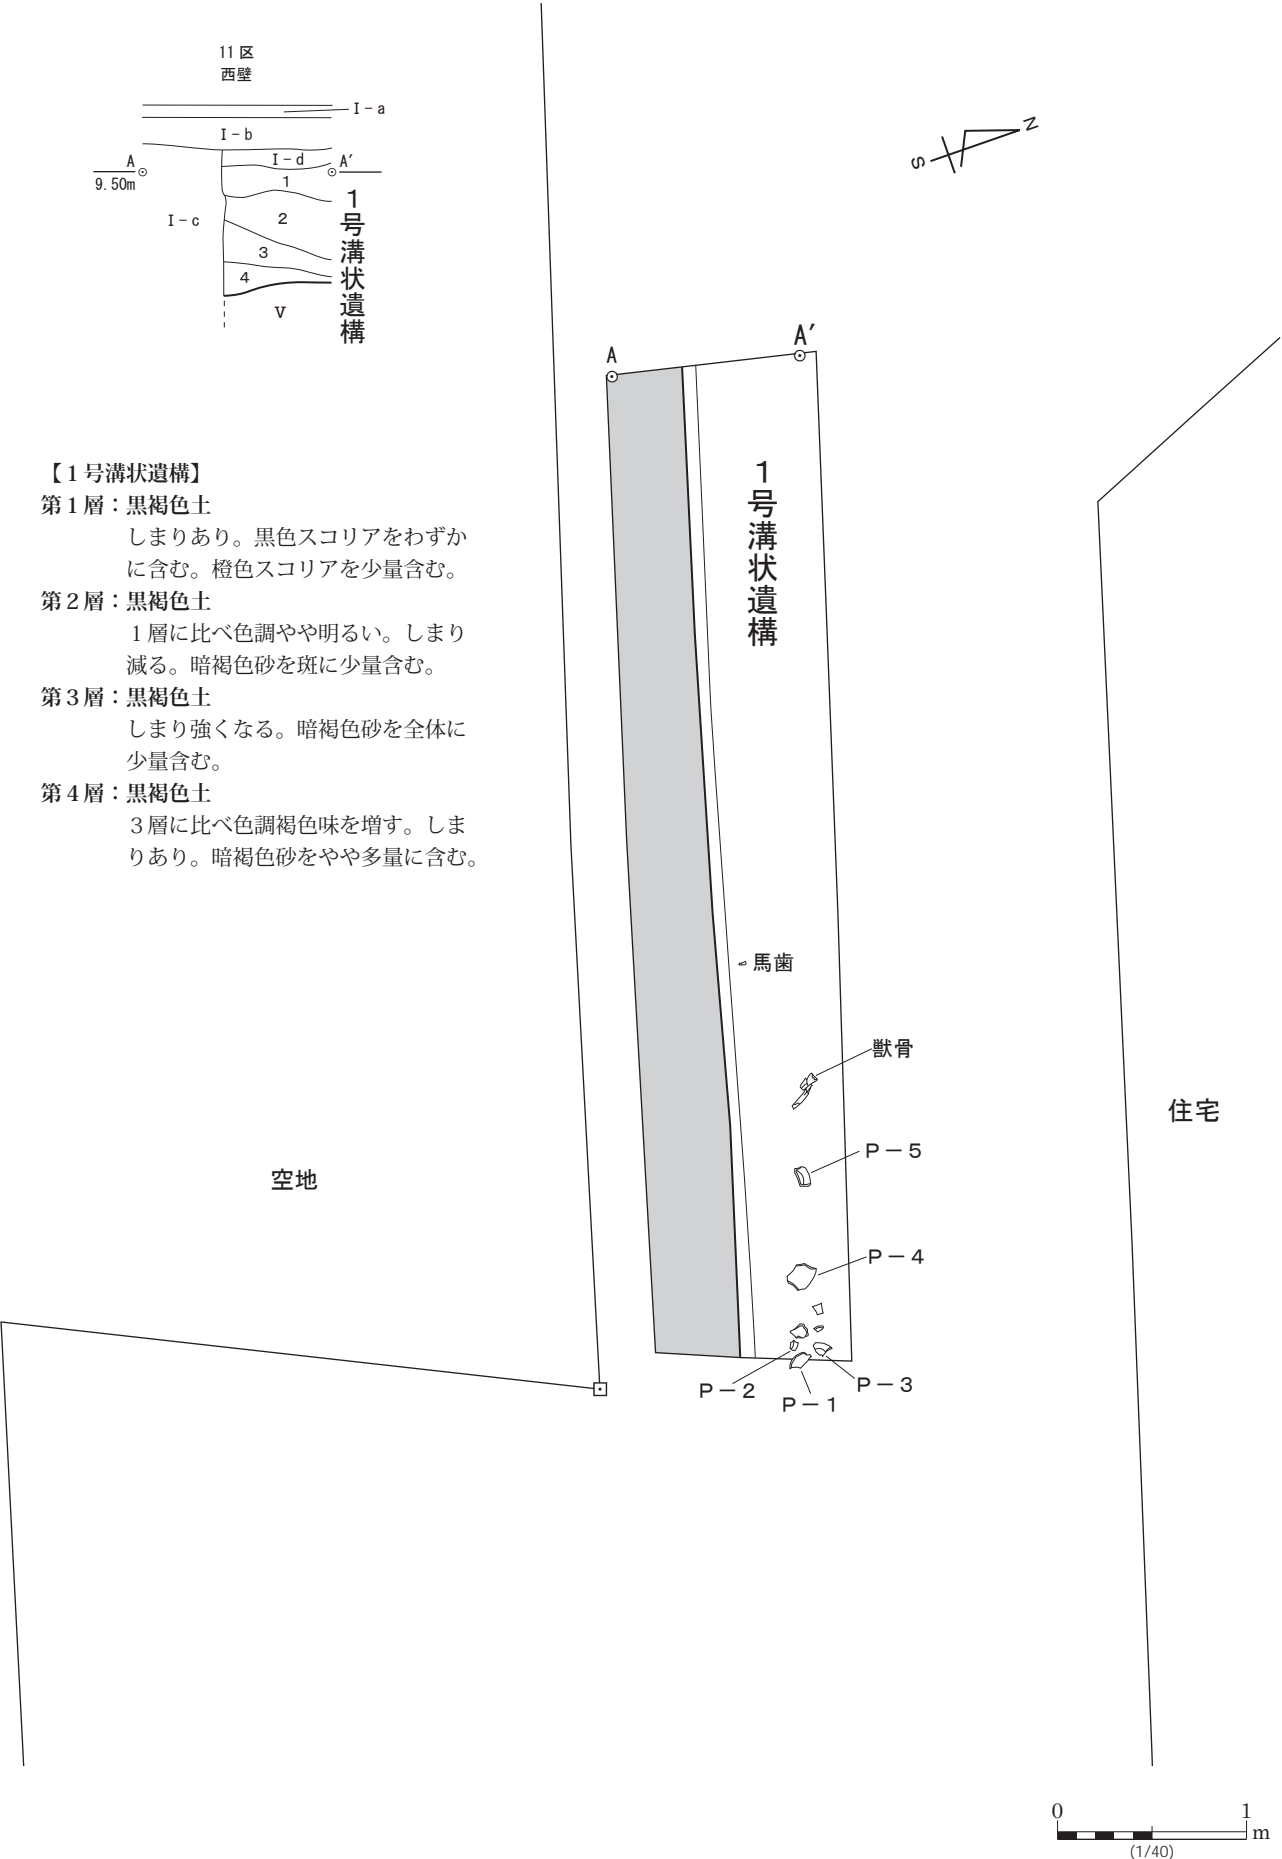 11 区
西壁
I－a
I－b
I－d
A
A′
9.50m
1
I－c
2
3
4
V
1号溝状遺構
N
S
A
A′
【１号溝状遺構】
第１層：黒褐色土
しまりあり。黒色スコリアをわずか
に含む。橙色スコリアを少量含む。
第２層：黒褐色土
１層に比べ色調やや明るい。しまり
減る。暗褐色砂を斑に少量含む。
第３層：黒褐色土
しまり強くなる。暗褐色砂を全体に
少量含む。
第４層：黒褐色土
３層に比べ色調褐色味を増す。しま
りあり。暗褐色砂をやや多量に含む。
1号溝状遺構
馬歯
獣骨
住宅
P－5
空地
P－4
P－2
P－3
P－1
0
1
m
(1/40)